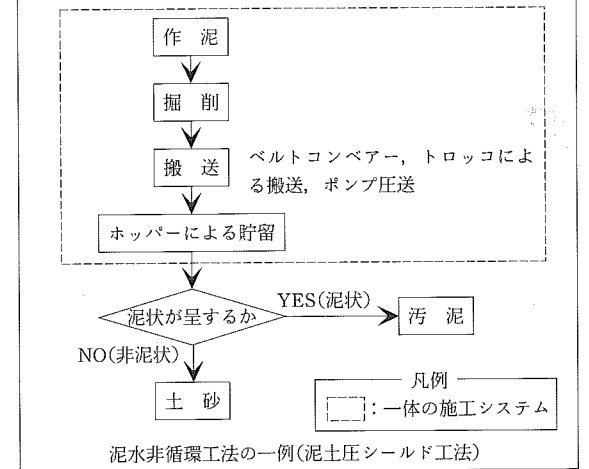 作 泥
掘 削
搬 送
ベルトコンベアー，トロッコによ
る搬送，ポンプ圧送
ホッパーによる貯留
泥状が呈するか
YES(泥状)
汚 泥
NO(非泥状)
土 砂
凡例
：一体の施工システム
泥水非循環工法の一例(泥土圧シールド工法)